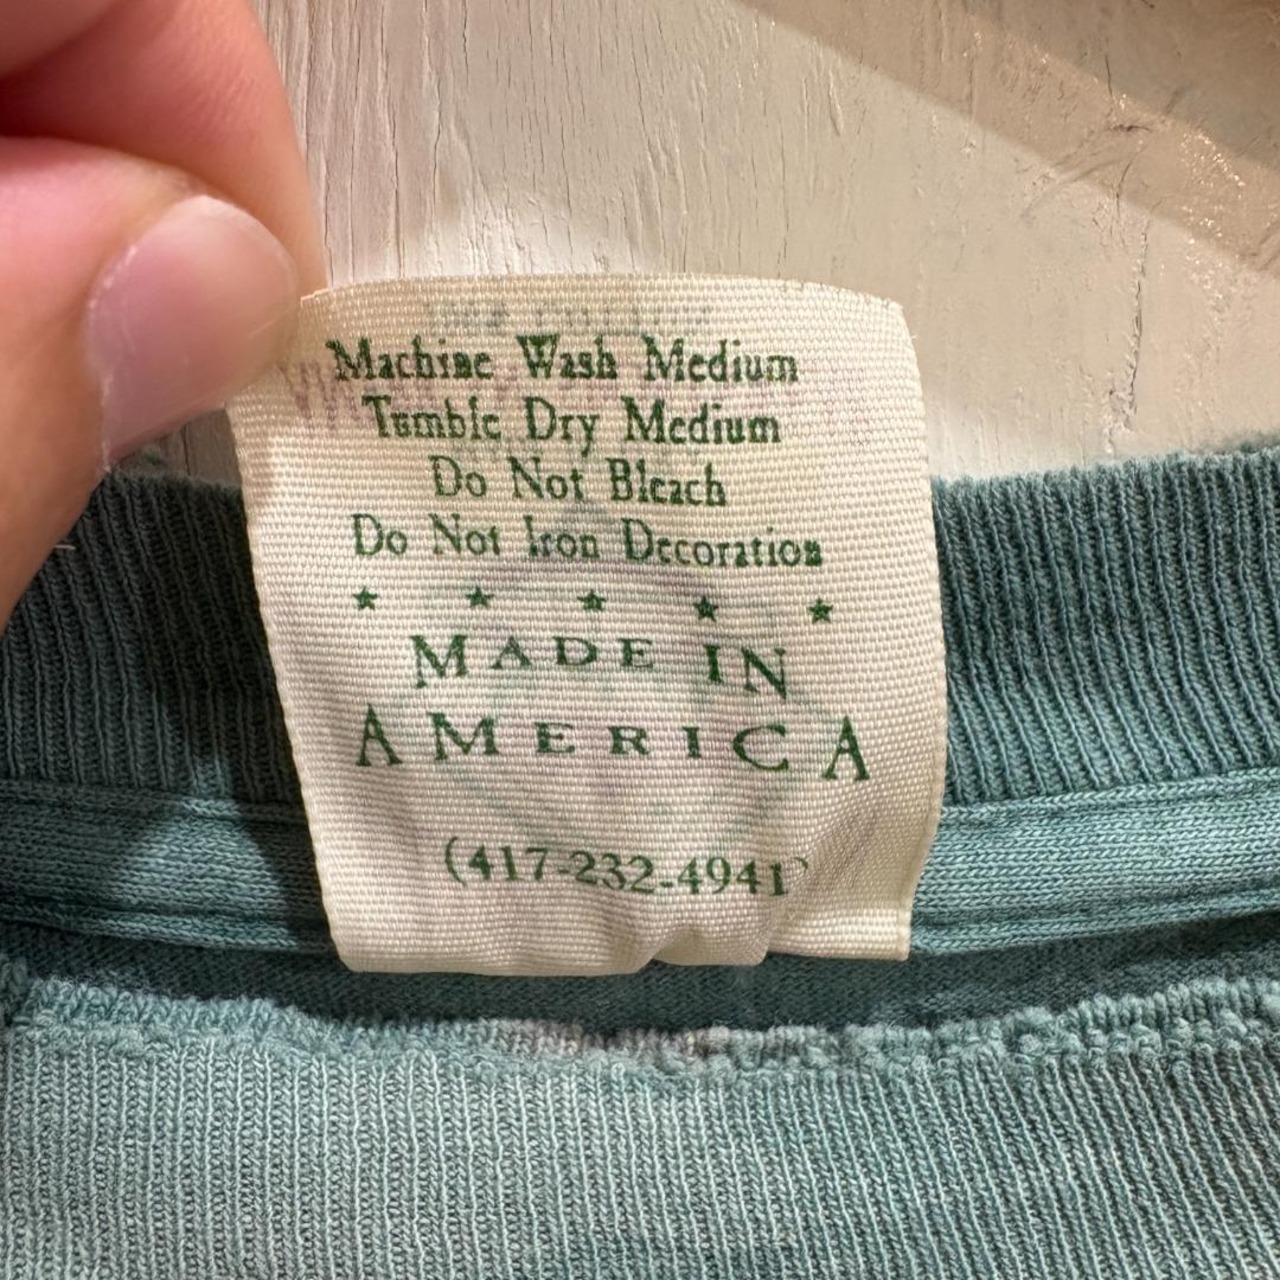 Machine Wash Medium
Tumble Dry Medium
Do Not Bleach
Do Not Iron Decoration
★ ★ ★ ★ ★
MADE IN
AMERICA
(417-232-4941)